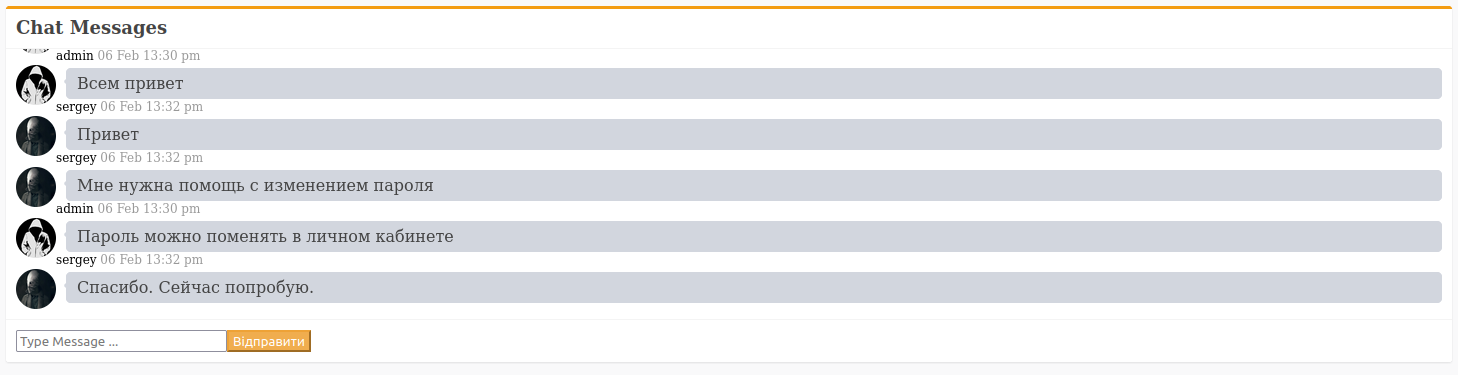 Chat Messages
admin 06 Feb 13:30 pm
Всем привет
sergey 06 Feb 13:32 pm
Привет
sergey 06 Feb 13:32 pm
Мне нужна помощь с изменением пароля
admin 06 Feb 13:30 pm
Пароль можно поменять в личном кабинете
sergey 06 Feb 13:32 pm
Спасибо. Сейчас попробую.
Type Message ... Відправити